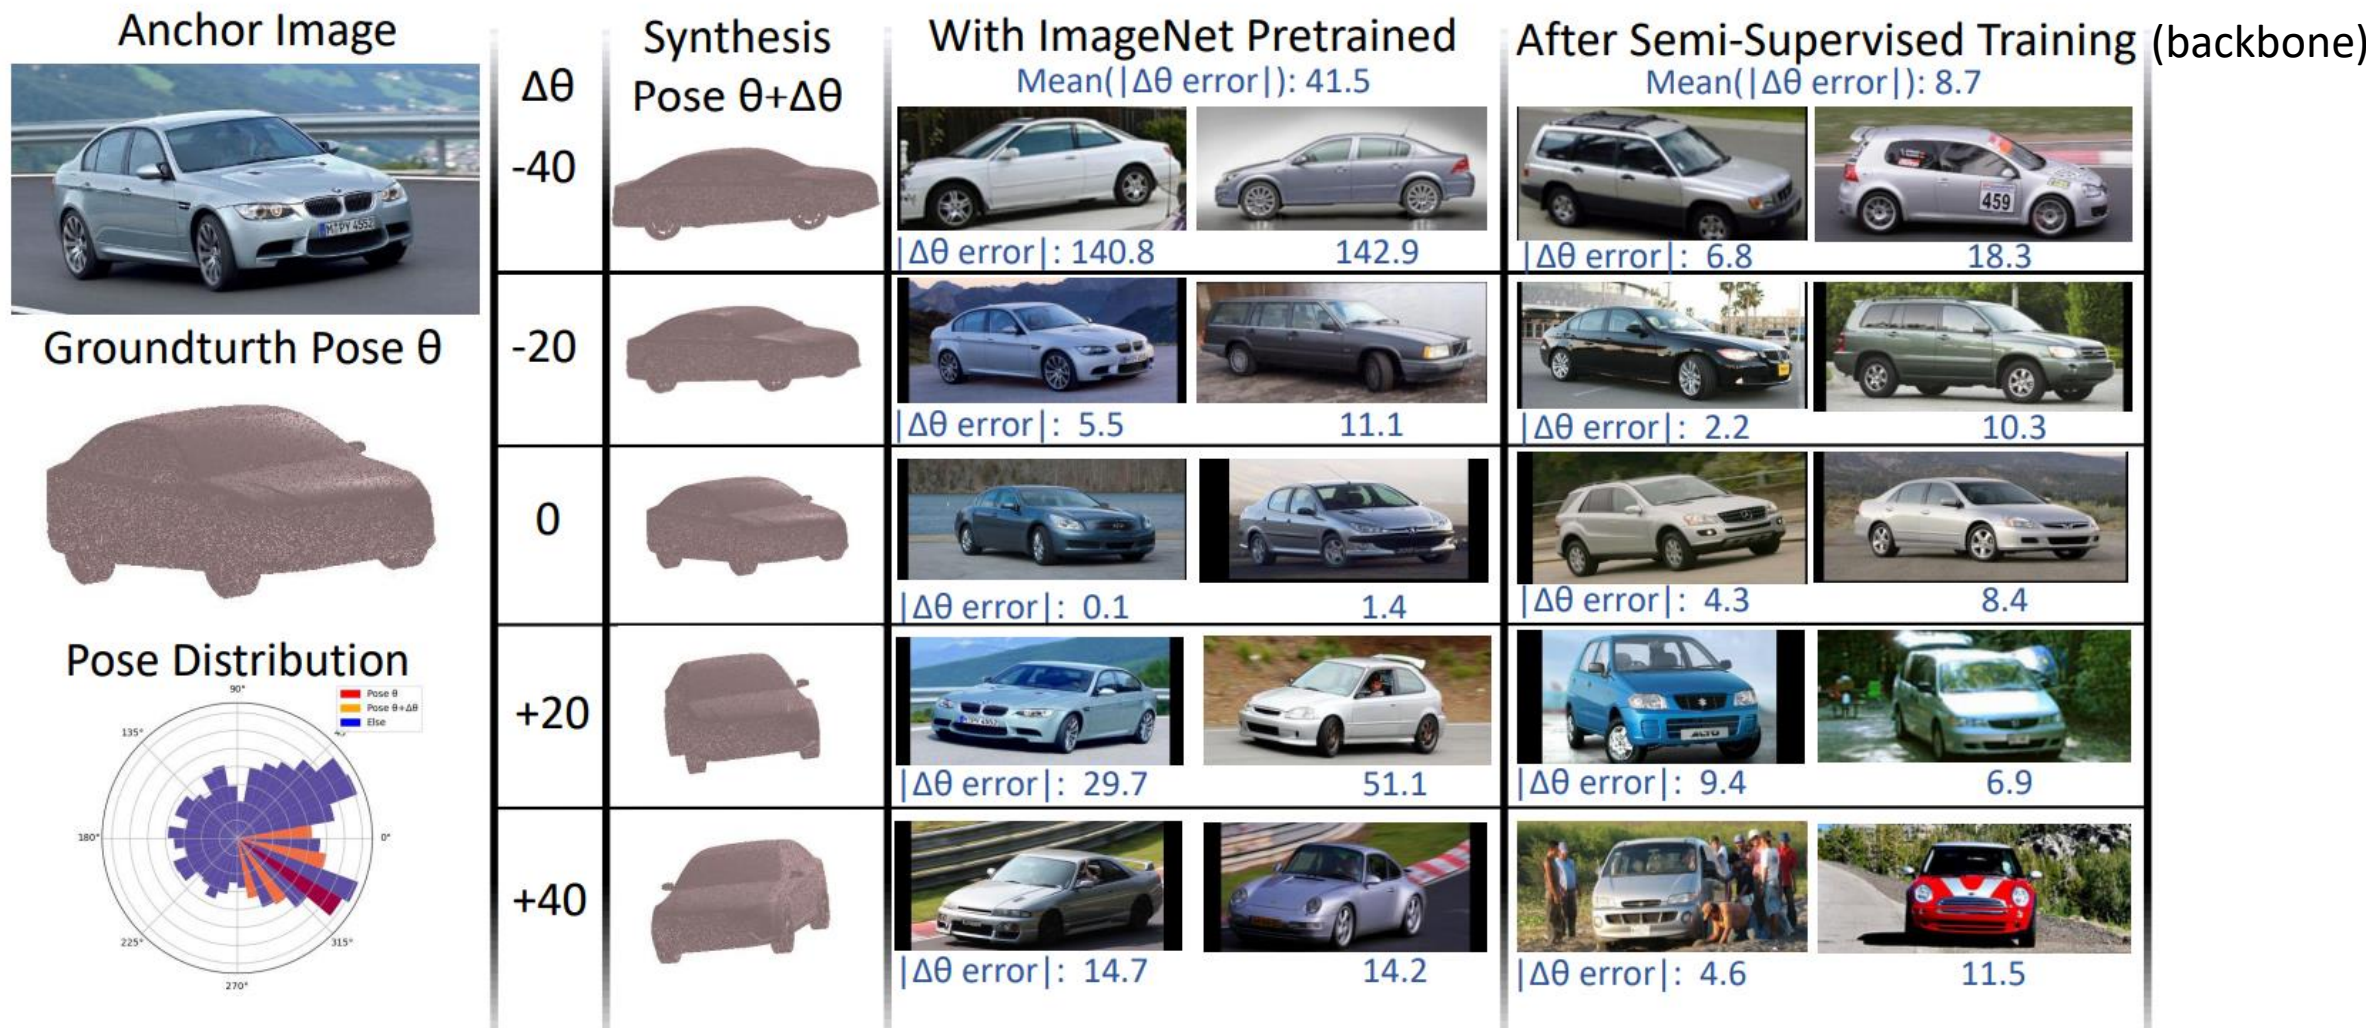 Anchor Image
Groundturth Pose θ
Pose Distribution
90°
Pose θ
Pose θ+Δθ
Else
135°
45°
180°
0°
225°
315°
270°
Δθ
Synthesis
Pose θ+Δθ
With ImageNet Pretrained
Mean(|Δθ error|): 41.5
After Semi-Supervised Training (backbone)
Mean(|Δθ error|): 8.7
-40
459
|Δθ error|: 140.8 142.9
|Δθ error|: 6.8 18.3
-20
|Δθ error|: 5.5 11.1
|Δθ error|: 2.2 10.3
0
|Δθ error|: 0.1 1.4
|Δθ error|: 4.3 8.4
+20
ALTO
|Δθ error|: 29.7 51.1
|Δθ error|: 9.4 6.9
+40
|Δθ error|: 14.7 14.2
|Δθ error|: 4.6 11.5